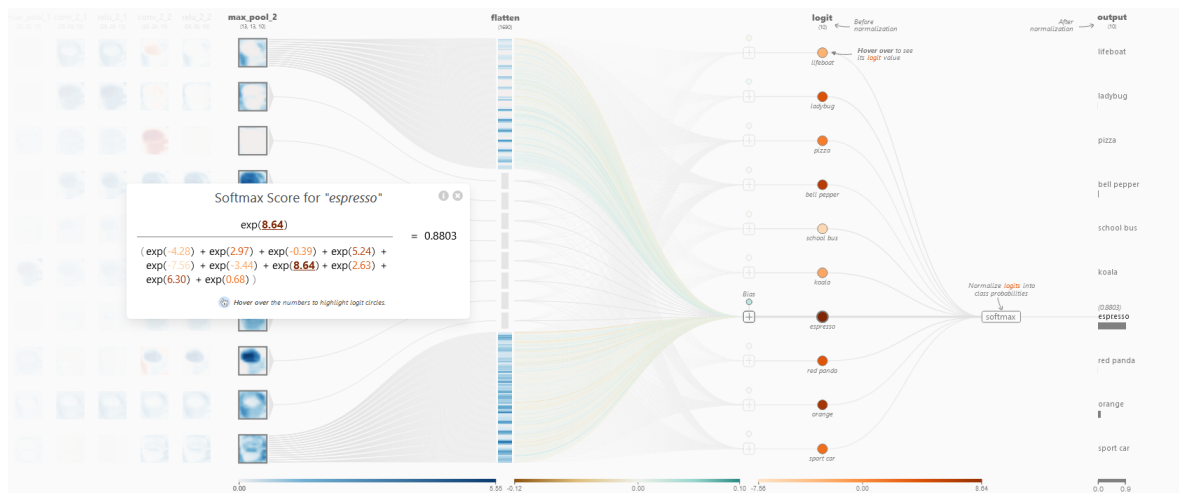 max_pool_2
(13, 13, 10)
flatten
(1690)
logit
(10)
Before
normalization
After
normalization
output
(10)
Hover over to see
its logit value
lifeboat
lifeboat
ladybug
ladybug
pizza
pizza
bell pepper
bell pepper
school bus
school bus
koala
koala
Bias
espresso
Normalize logits into
class probabilities
softmax
(0.8803)
espresso
red panda
red panda
orange
orange
sport car
sport car
Softmax Score for "espresso"
exp(8.64)
= 0.8803
(exp(-4.28) + exp(2.97) + exp(-0.39) + exp(5.24) +
exp(-7.56) + exp(-3.44) + exp(8.64) + exp(2.63) +
exp(6.30) + exp(0.68) )
Hover over the numbers to highlight logit circles.
0.00
5.55
-0.12
0.00
0.10
-7.56
0.00
8.64
0.0
0.9